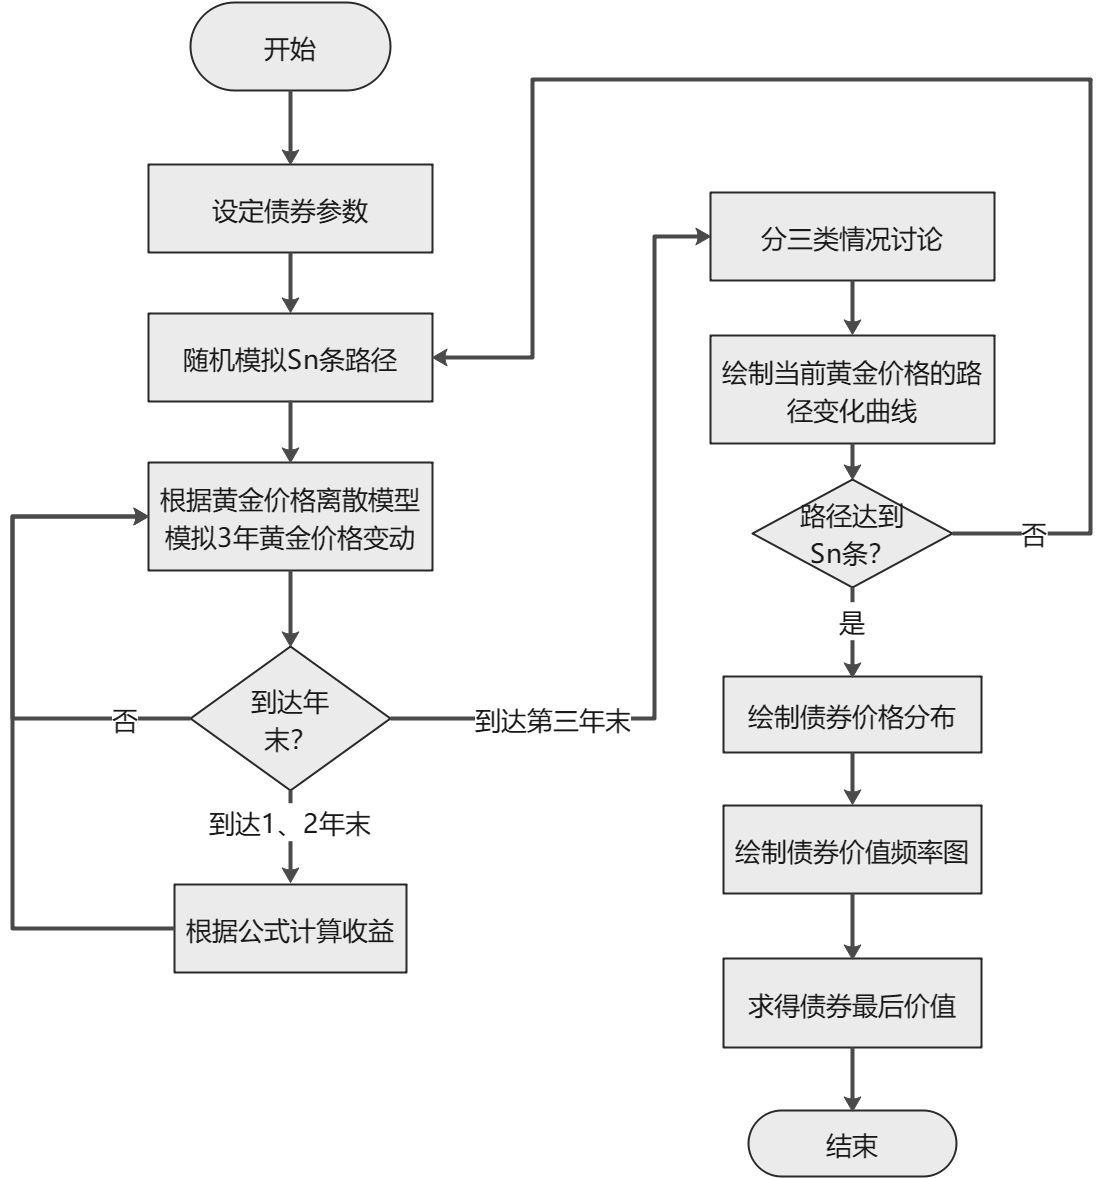 开始
设定债券参数
随机模拟Sn条路径
根据黄金价格离散模型
模拟3年黄金价格变动
到达年
末？
否
到达第三年末
到达1、2年末
根据公式计算收益
分三类情况讨论
绘制当前黄金价格的路
径变化曲线
路径达到
Sn条？
否
是
绘制债券价格分布
绘制债券价值频率图
求得债券最后价值
结束